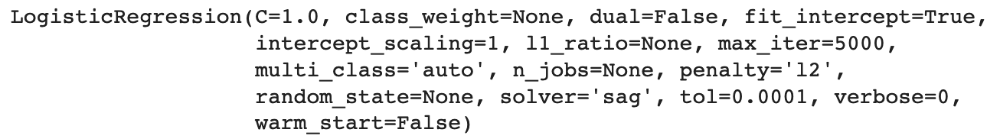 LogisticRegression(C=1.0, class_weight=None, dual=False, fit_intercept=True,
intercept_scaling=1, l1_ratio=None, max_iter=5000,
multi_class='auto', n_jobs=None, penalty='l2',
random_state=None, solver='sag', tol=0.0001, verbose=0,
warm_start=False)